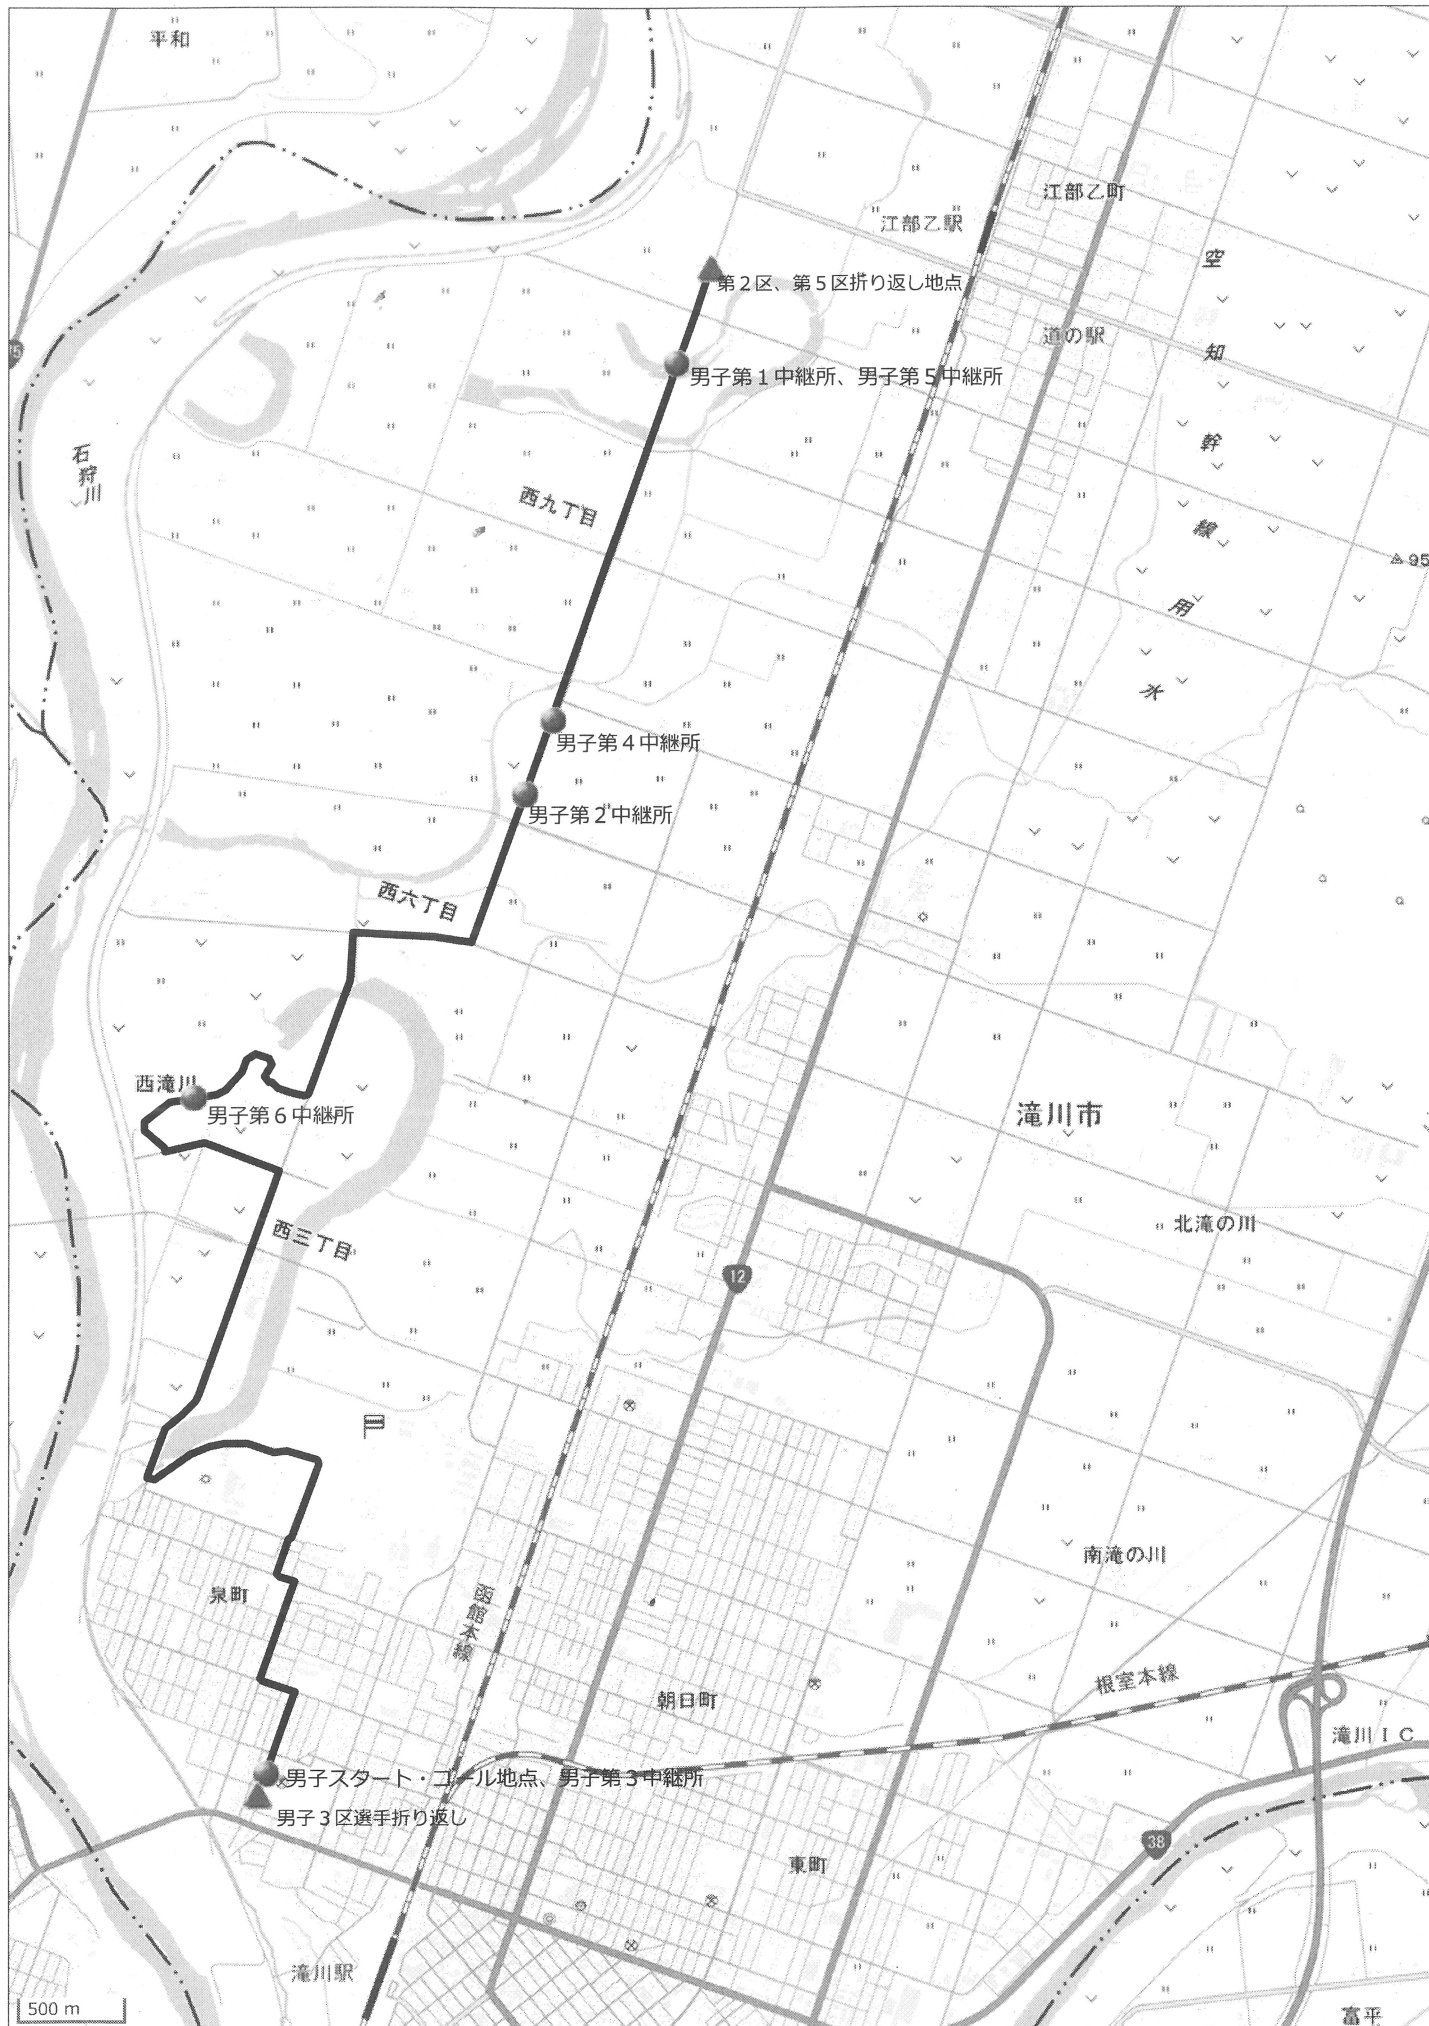 平和
江部乙町
江部乙駅
空知幹線用水
第２区、第５区折り返し地点
道の駅
5
男子第１中継所、男子第５中継所
石狩川
西九丁目
95
男子第４中継所
男子第２中継所
西六丁目
西滝川
男子第６中継所
滝川市
北滝の川
西三丁目
12
南滝の川
泉町
函館本線
根室本線
朝日町
滝川ＩＣ
男子スタート・ゴール地点、男子第３中継所
男子３区選手折り返し
38
東町
滝川駅
500 m
富平